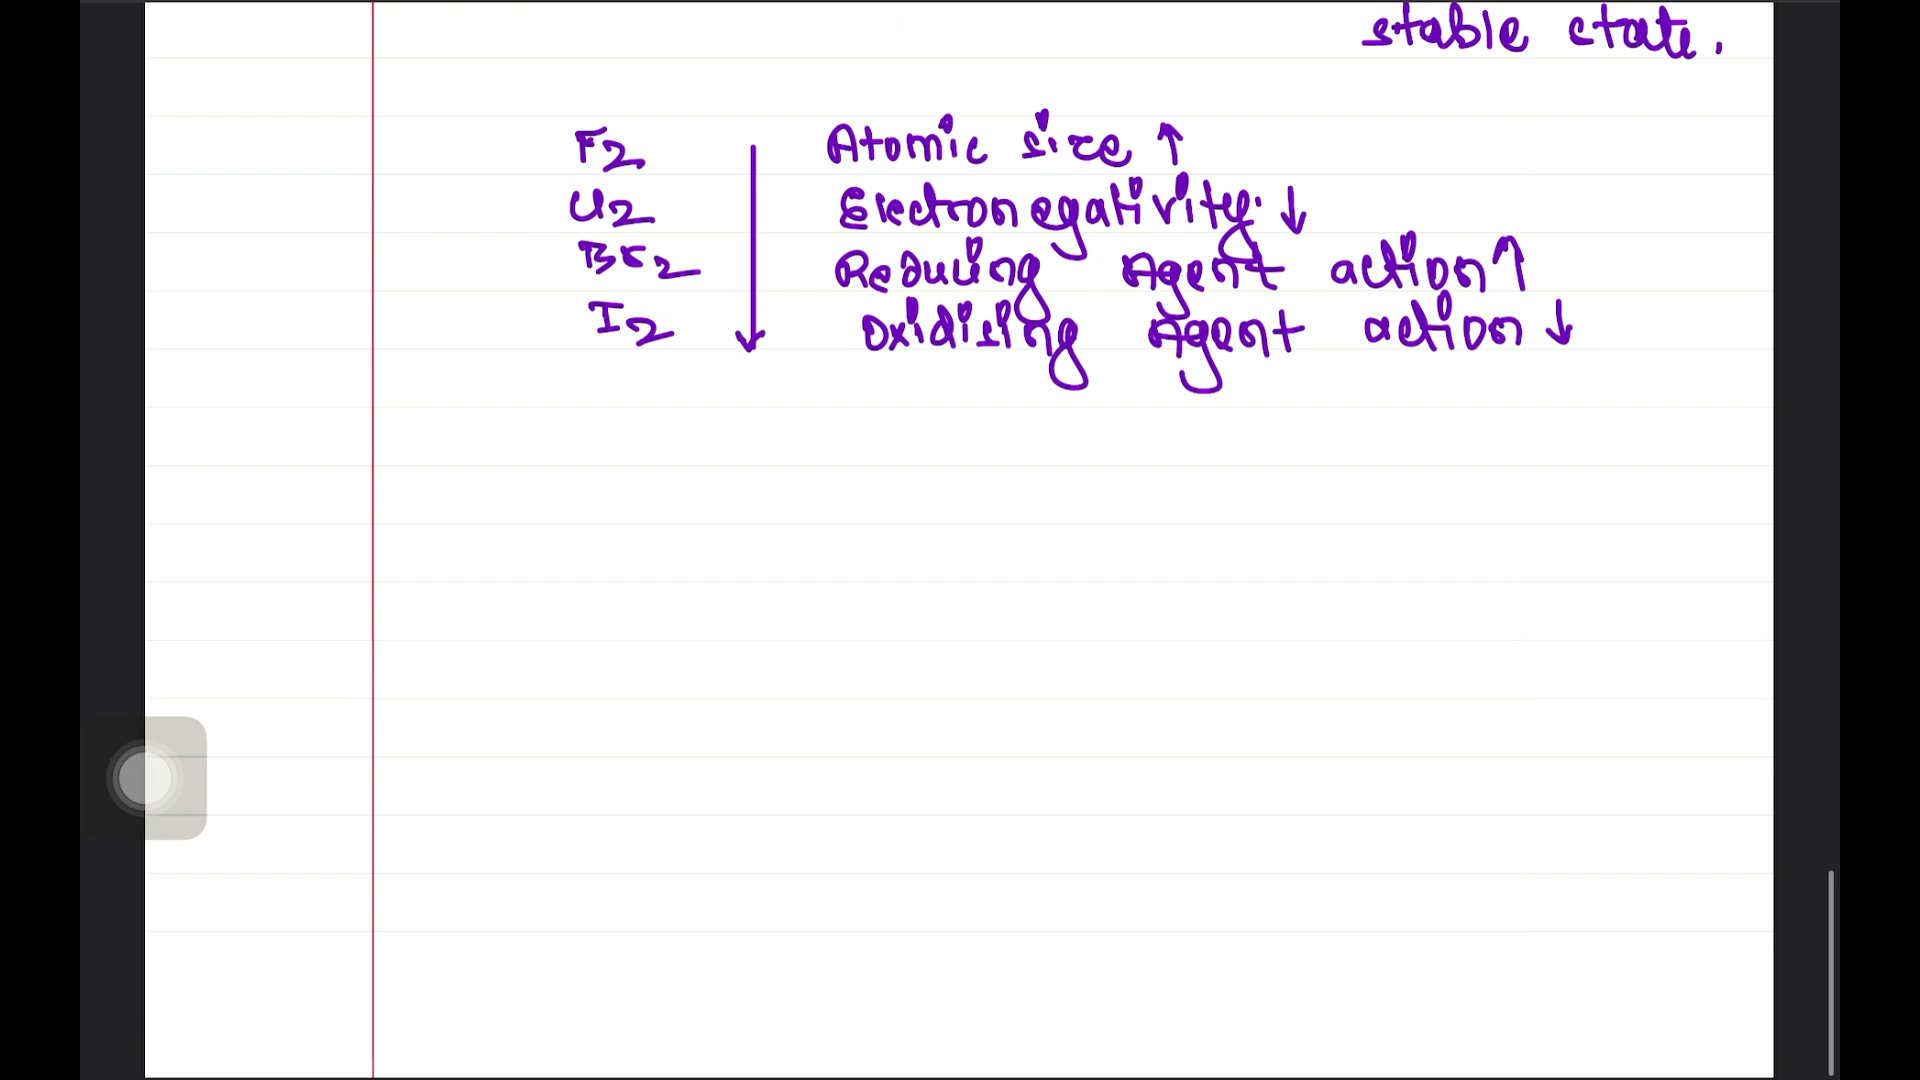 stable state.
F2 Atomic size ↑
Cl2 Electronegativity. ↓
Br2 Reducing Agent action ↑
I2 Oxidising Agent action ↓